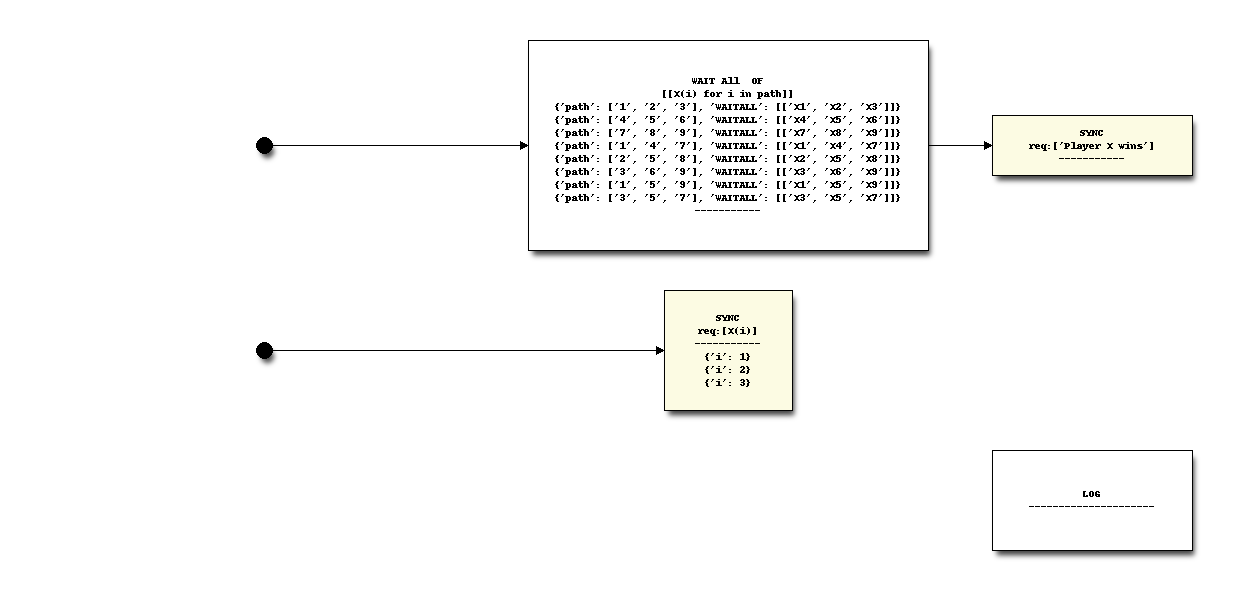 WAIT All  OF
[[X(i) for i in path]]
{'path': ['1', '2', '3'], 'WAITALL': [['X1', 'X2', 'X3']]}
{'path': ['4', '5', '6'], 'WAITALL': [['X4', 'X5', 'X6']]}
{'path': ['7', '8', '9'], 'WAITALL': [['X7', 'X8', 'X9']]}
{'path': ['1', '4', '7'], 'WAITALL': [['X1', 'X4', 'X7']]}
{'path': ['2', '5', '8'], 'WAITALL': [['X2', 'X5', 'X8']]}
{'path': ['3', '6', '9'], 'WAITALL': [['X3', 'X6', 'X9']]}
{'path': ['1', '5', '9'], 'WAITALL': [['X1', 'X5', 'X9']]}
{'path': ['3', '5', '7'], 'WAITALL': [['X3', 'X5', 'X7']]}
-----------
SYNC
req:['Player X wins']
-----------
SYNC
req:[X(i)]
-----------
{'i': 1}
{'i': 2}
{'i': 3}
LOG
---------------------